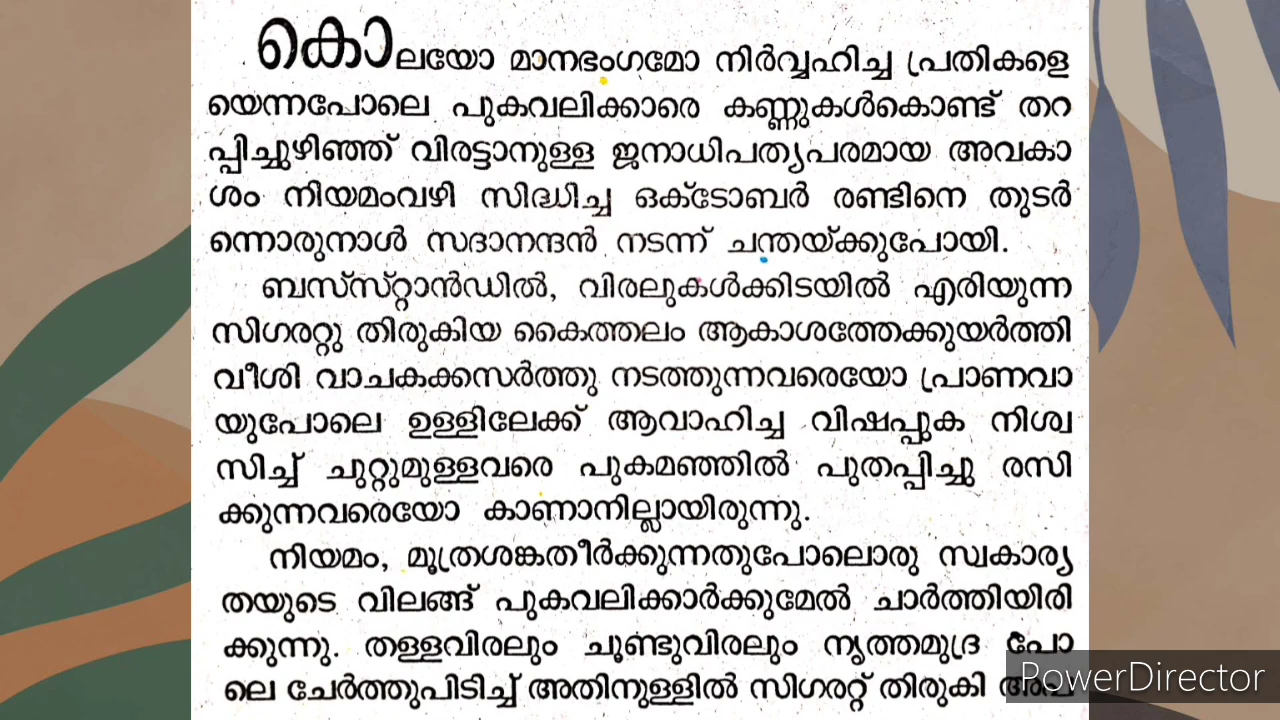 കൊലയോ മാനഭംഗമോ നിർവ്വഹിച്ച പ്രതികളെ
യെന്നപോലെ പുകവലിക്കാരെ കണ്ണുകൾകൊണ്ട് തറ
പ്പിച്ചുഴിഞ്ഞ് വിരട്ടാനുള്ള ജനാധിപത്യപരമായ അവകാ
ശം നിയമംവഴി സിദ്ധിച്ച ഒക്ടോബർ രണ്ടിനെ തുടർ
ന്നൊരുനാൾ സദാനന്ദൻ നടന്ന് ചന്തയ്ക്കുപോയി.
ബസ്സ്സ്റ്റാൻഡിൽ, വിരലുകൾക്കിടയിൽ എരിയുന്ന
സിഗരറ്റു തിരുകിയ കൈത്തലം ആകാശത്തേക്കുയർത്തി
വീശി വാചകക്കസർത്തു നടത്തുന്നവരെയോ പ്രാണവാ
യുപോലെ ഉള്ളിലേക്ക് ആവാഹിച്ച വിഷപ്പുക നിശ്വ
സിച്ച് ചുറ്റുമുള്ളവരെ പുകമഞ്ഞിൽ പുതപ്പിച്ചു രസി
ക്കുന്നവരെയോ കാണാനില്ലായിരുന്നു.
നിയമം, മൂത്രശങ്കതീർക്കുന്നതുപോലൊരു സ്വകാര്യ
തയുടെ വിലങ്ങ് പുകവലിക്കാർക്കുമേൽ ചാർത്തിയിരി
ക്കുന്നു. തള്ളവിരലും ചൂണ്ടുവിരലും നൃത്തമുദ്ര പോ
ലെ ചേർത്തുപിടിച്ച് അതിനുള്ളിൽ സിഗരറ്റ് തിരുകി
PowerDirector